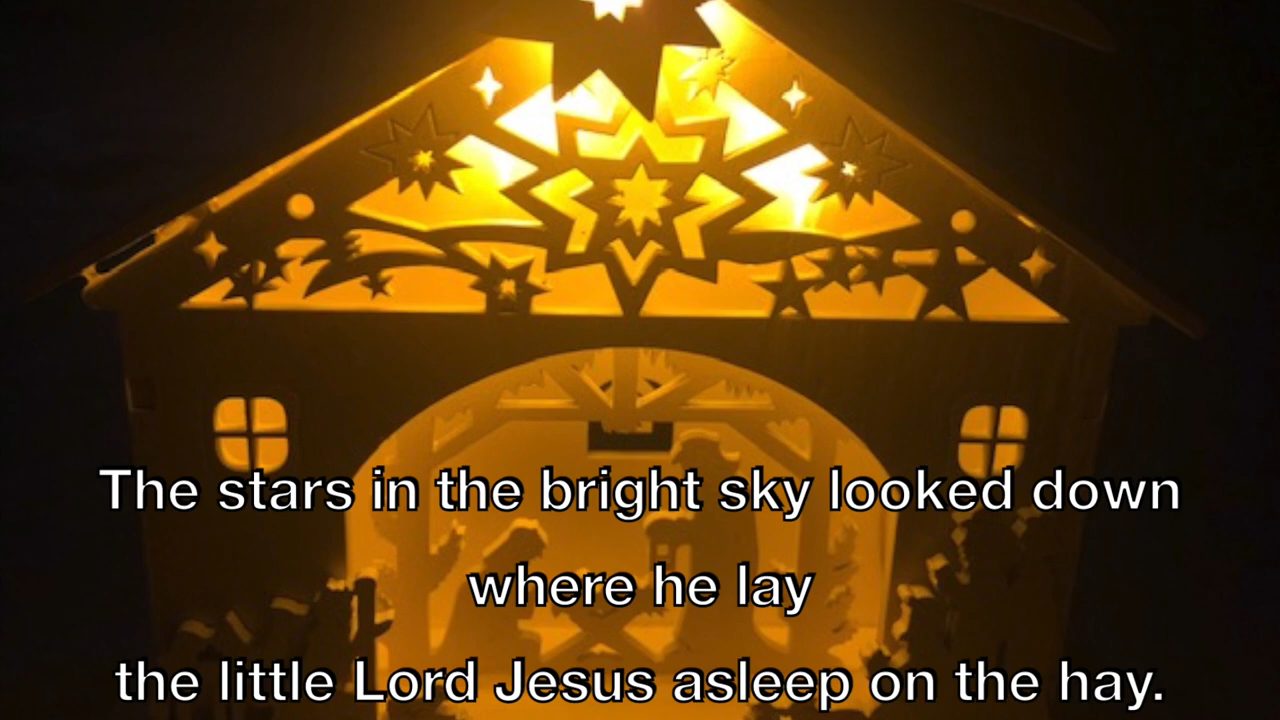 The stars in the bright sky looked down
where he lay
the little Lord Jesus asleep on the hay.